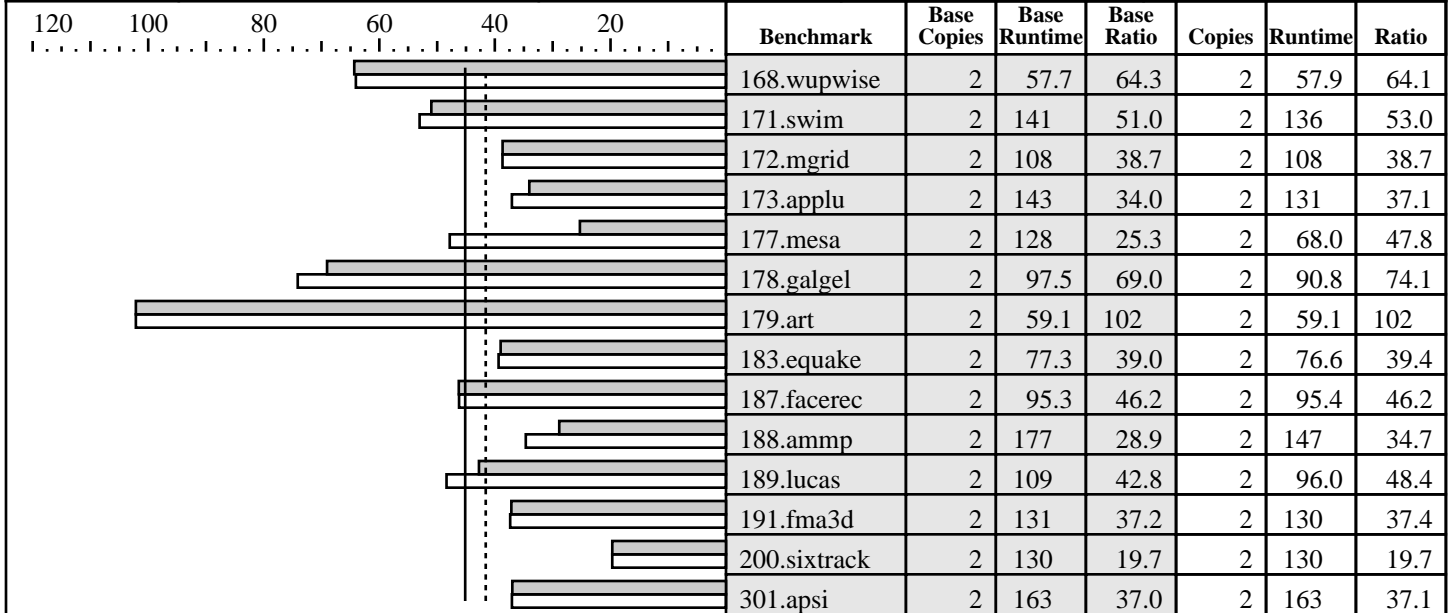 120 100 80 60 40 20
Benchmark Base Copies Base Runtime Base Ratio Copies Runtime Ratio
168.wupwise 2 57.7 64.3 2 57.9 64.1
171.swim 2 141 51.0 2 136 53.0
172.mgrid 2 108 38.7 2 108 38.7
173.applu 2 143 34.0 2 131 37.1
177.mesa 2 128 25.3 2 68.0 47.8
178.galgel 2 97.5 69.0 2 90.8 74.1
179.art 2 59.1 102 2 59.1 102
183.equake 2 77.3 39.0 2 76.6 39.4
187.facerec 2 95.3 46.2 2 95.4 46.2
188.ammp 2 177 28.9 2 147 34.7
189.lucas 2 109 42.8 2 96.0 48.4
191.fma3d 2 131 37.2 2 130 37.4
200.sixtrack 2 130 19.7 2 130 19.7
301.apsi 2 163 37.0 2 163 37.1